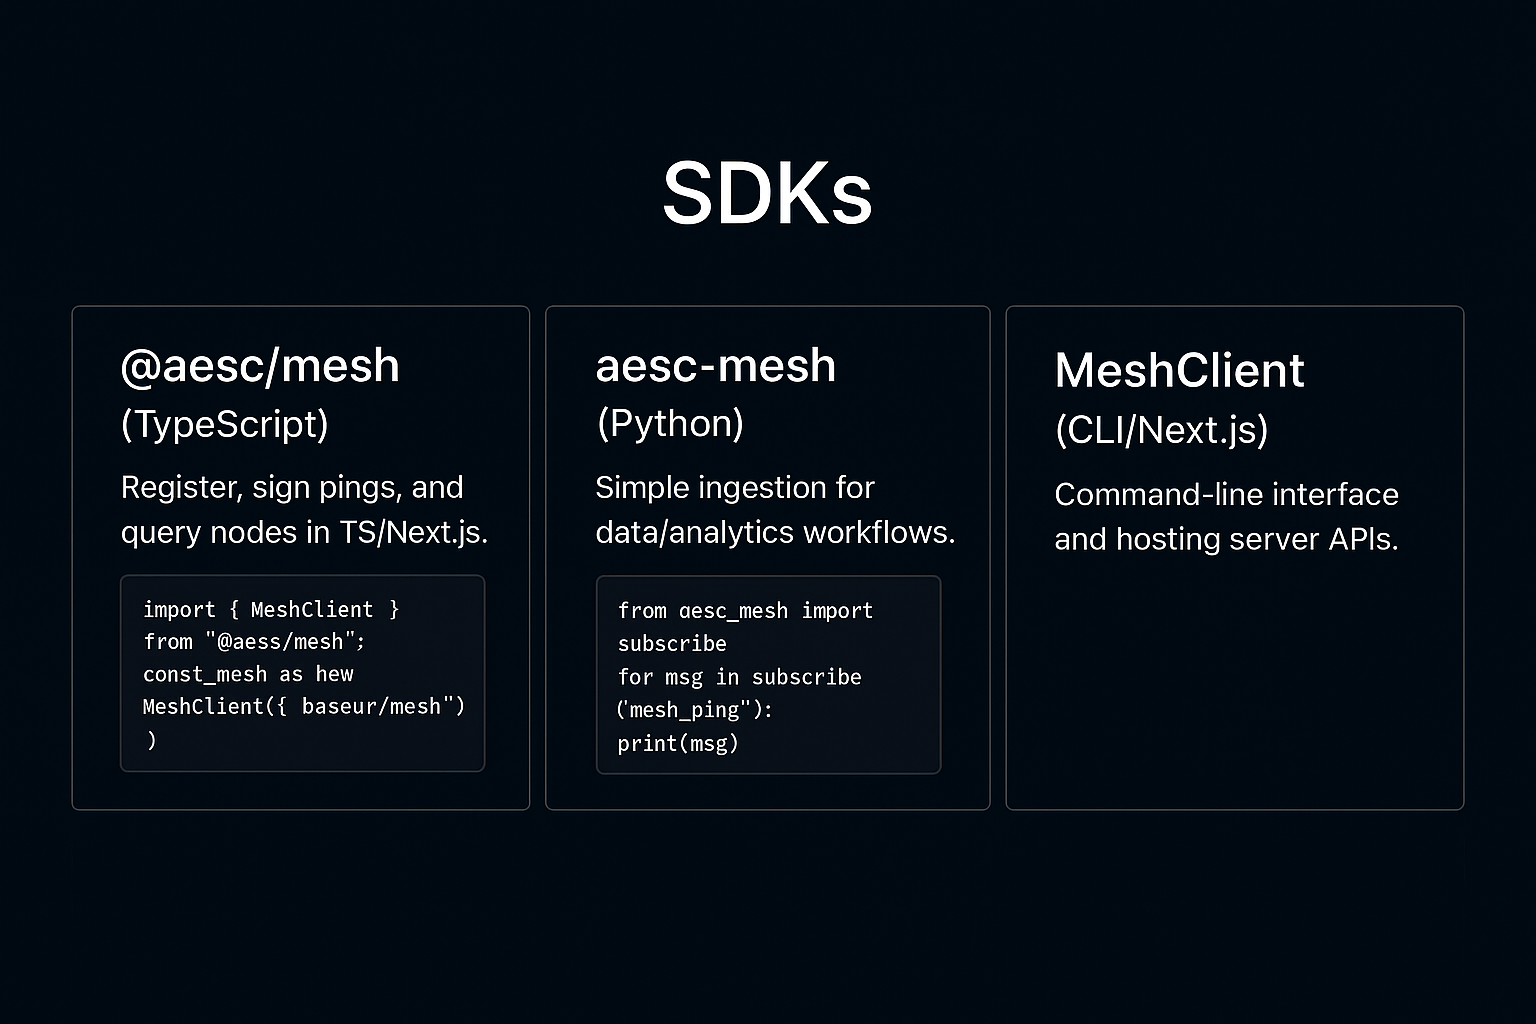 SDKs
@aesc/mesh
(TypeScript)
Register, sign pings, and
query nodes in TS/Next.js.
import { MeshClient }
from "@aess/mesh";
const_mesh as hew
MeshClient({ baseur/mesh")
)
aesc-mesh
(Python)
Simple ingestion for
data/analytics workflows.
from aesc_mesh import
subscribe
for msg in subscribe
('mesh_ping"):
print(msg)
MeshClient
(CLI/Next.js)
Command-line interface
and hosting server APIs.